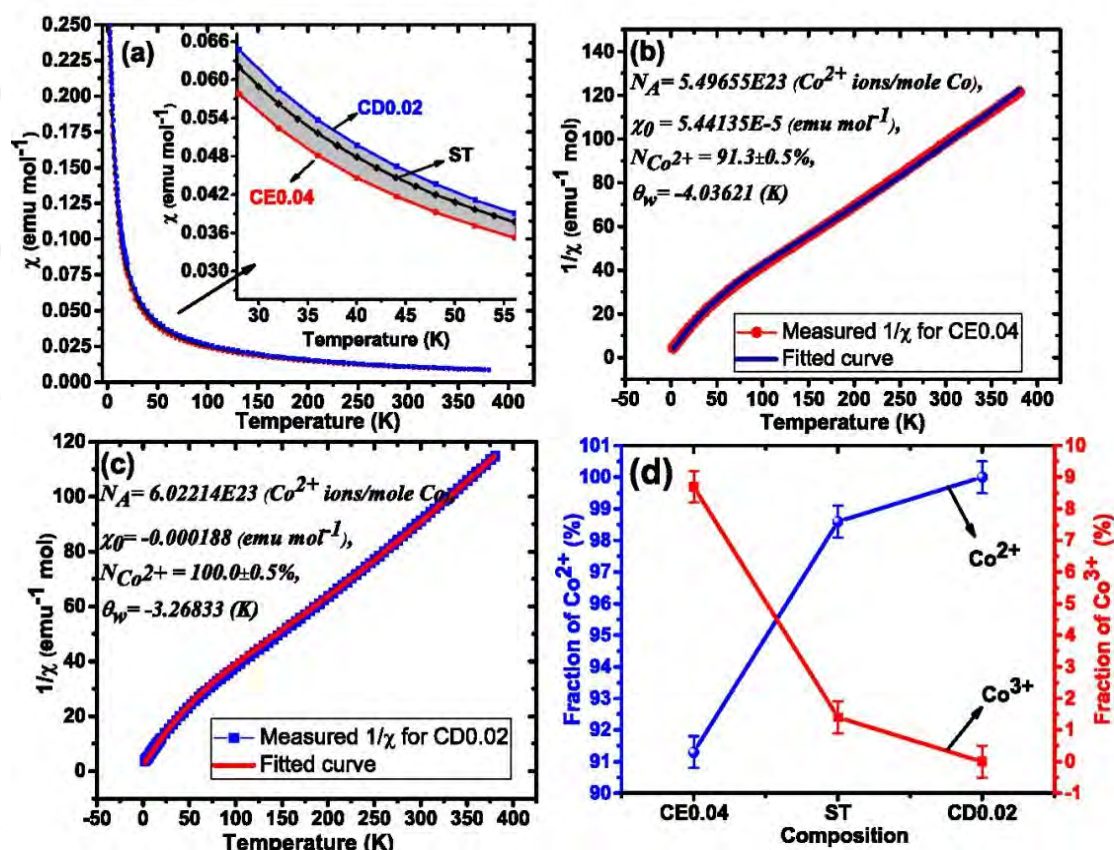 (a)
0.250
0.225
0.200
0.175
0.150
0.125
0.100
0.075
0.050
0.025
0.000
χ (emu mol⁻¹)
0 50 100 150 200 250 300 350 400
Temperature (K)
0.066
0.060
0.054
0.048
0.042
0.036
0.030
χ (emu mol⁻¹)
CD0.02
ST
CE0.04
30 35 40 45 50 55
Temperature (K)
(b)
140
120
100
80
60
40
20
0
1/χ (emu⁻¹ mol)
N_A= 5.49655E23 (Co²⁺ ions/mole Co),
χ₀ = 5.44135E-5 (emu mol⁻¹),
N_Co²⁺ = 91.3±0.5%,
θ_w= -4.03621 (K)
Measured 1/χ for CE0.04
Fitted curve
-50 0 50 100 150 200 250 300 350 400
Temperature (K)
(c)
120
100
80
60
40
20
0
1/χ (emu⁻¹ mol)
N_A= 6.02214E23 (Co²⁺ ions/mole Co),
χ₀= -0.000188 (emu mol⁻¹),
N_Co²⁺ = 100.0±0.5%,
θ_w= -3.26833 (K)
Measured 1/χ for CD0.02
Fitted curve
-50 0 50 100 150 200 250 300 350 400
Temperature (K)
(d)
101
100
99
98
97
96
95
94
93
92
91
90
Fraction of Co²⁺ (%)
Co²⁺
Co³⁺
10
9
8
7
6
5
4
3
2
1
0
-1
Fraction of Co³⁺ (%)
CE0.04 ST CD0.02
Composition